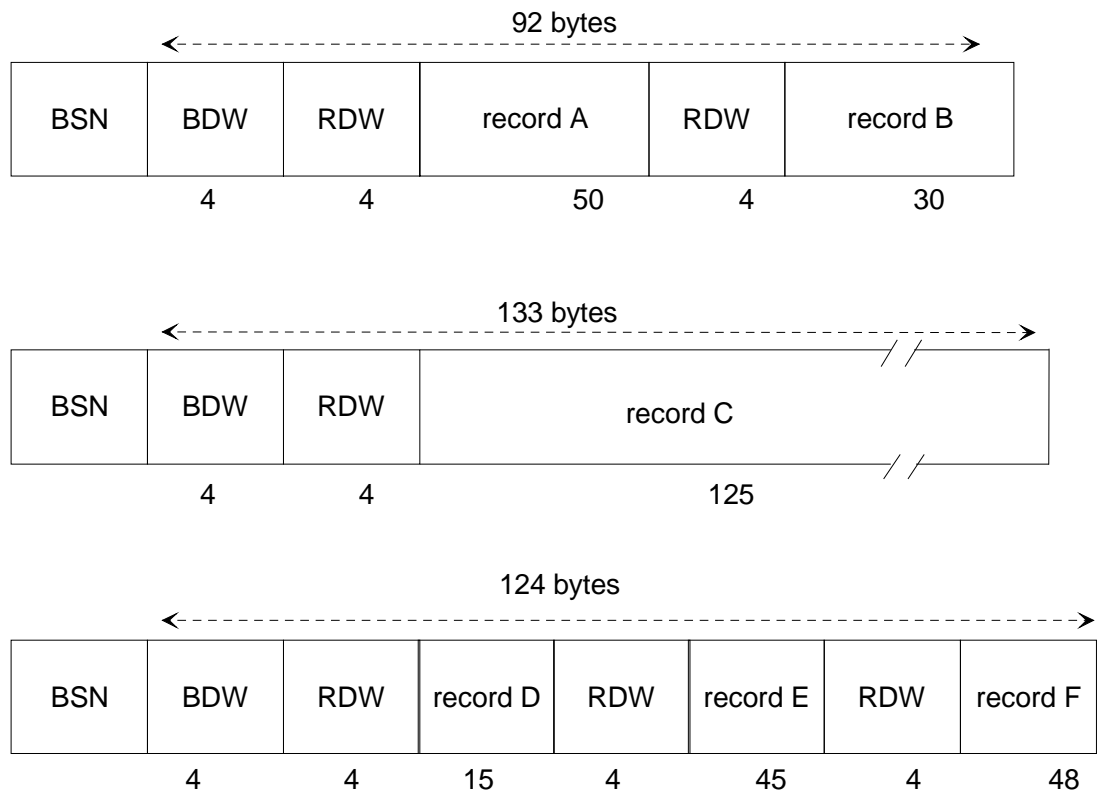 92 bytes
BSN BDW RDW record A RDW record B
4 4 50 4 30
133 bytes
BSN BDW RDW record C
4 4 125
124 bytes
BSN BDW RDW record D RDW record E RDW record F
4 4 15 4 45 4 48